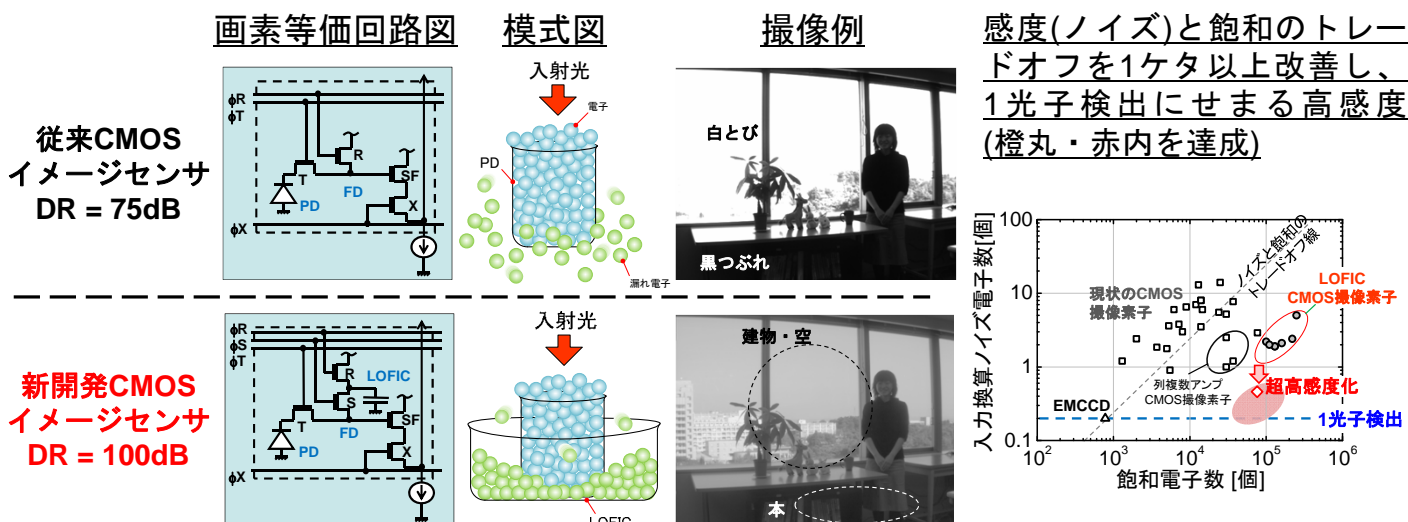 画素等価回路図
模式図
撮像例
感度(ノイズ)と飽和のトレー
ドオフを1ケタ以上改善し、
1光子検出にせまる高感度
(橙丸・赤内を達成)
従来CMOS
イメージセンサ
DR = 75dB
ϕR
ϕT
R
T
FD
SF
PD
X
ϕX
入射光
電子
PD
漏れ電子
白とび
黒つぶれ
新開発CMOS
イメージセンサ
DR = 100dB
ϕR
ϕS
ϕT
R
LOFIC
S
T
FD
SF
PD
X
ϕX
入射光
LOFIC
建物・空
本
入力換算ノイズ電子数[個]
100
10
1
0.1
10²
10³
10⁴
10⁵
10⁶
飽和電子数 [個]
ノイズと飽和の
トレードオフ線
現状のCMOS
撮像素子
LOFIC
CMOS撮像素子
列複数アンプ
CMOS撮像素子
超高感度化
EMCCD
1光子検出